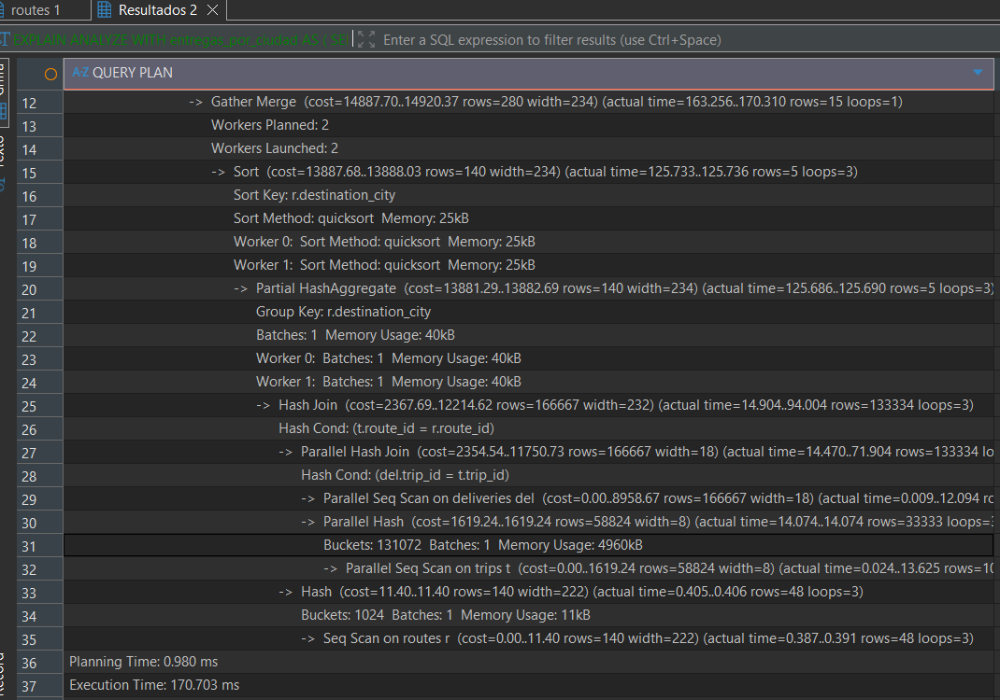 routes 1
Resultados 2
EXPLAIN ANALYZE WITH entregas_por_ciudad AS ( SE
Enter a SQL expression to filter results (use Ctrl+Space)
A-Z QUERY PLAN
12 -> Gather Merge (cost=14887.70..14920.37 rows=280 width=234) (actual time=163.256..170.310 rows=15 loops=1)
13 Workers Planned: 2
14 Workers Launched: 2
15 -> Sort (cost=13887.68..13888.03 rows=140 width=234) (actual time=125.733..125.736 rows=5 loops=3)
16 Sort Key: r.destination_city
17 Sort Method: quicksort Memory: 25kB
18 Worker 0: Sort Method: quicksort Memory: 25kB
19 Worker 1: Sort Method: quicksort Memory: 25kB
20 -> Partial HashAggregate (cost=13881.29..13882.69 rows=140 width=234) (actual time=125.686..125.690 rows=5 loops=3)
21 Group Key: r.destination_city
22 Batches: 1 Memory Usage: 40kB
23 Worker 0: Batches: 1 Memory Usage: 40kB
24 Worker 1: Batches: 1 Memory Usage: 40kB
25 -> Hash Join (cost=2367.69..12214.62 rows=166667 width=232) (actual time=14.904..94.004 rows=133334 loops=3)
26 Hash Cond: (t.route_id = r.route_id)
27 -> Parallel Hash Join (cost=2354.54..11750.73 rows=166667 width=18) (actual time=14.470..71.904 rows=133334 lo
28 Hash Cond: (del.trip_id = t.trip_id)
29 -> Parallel Seq Scan on deliveries del (cost=0.00..8958.67 rows=166667 width=18) (actual time=0.009..12.094 ro
30 -> Parallel Hash (cost=1619.24..1619.24 rows=58824 width=8) (actual time=14.074..14.074 rows=33333 loops=3
31 Buckets: 131072 Batches: 1 Memory Usage: 4960kB
32 -> Parallel Seq Scan on trips t (cost=0.00..1619.24 rows=58824 width=8) (actual time=0.024..13.625 rows=10
33 -> Hash (cost=11.40..11.40 rows=140 width=222) (actual time=0.405..0.406 rows=48 loops=3)
34 Buckets: 1024 Batches: 1 Memory Usage: 11kB
35 -> Seq Scan on routes r (cost=0.00..11.40 rows=140 width=222) (actual time=0.387..0.391 rows=48 loops=3)
36 Planning Time: 0.980 ms
37 Execution Time: 170.703 ms